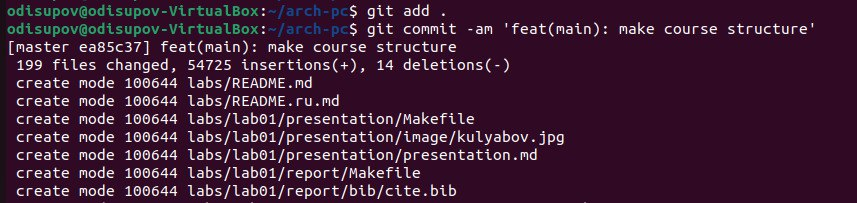 odisupov@odisupov-VirtualBox:~/arch-pc$ git add .
odisupov@odisupov-VirtualBox:~/arch-pc$ git commit -am 'feat(main): make course structure'
[master ea85c37] feat(main): make course structure
 199 files changed, 54725 insertions(+), 14 deletions(-)
 create mode 100644 labs/README.md
 create mode 100644 labs/README.ru.md
 create mode 100644 labs/lab01/presentation/Makefile
 create mode 100644 labs/lab01/presentation/image/kulyabov.jpg
 create mode 100644 labs/lab01/presentation/presentation.md
 create mode 100644 labs/lab01/report/Makefile
 create mode 100644 labs/lab01/report/bib/cite.bib